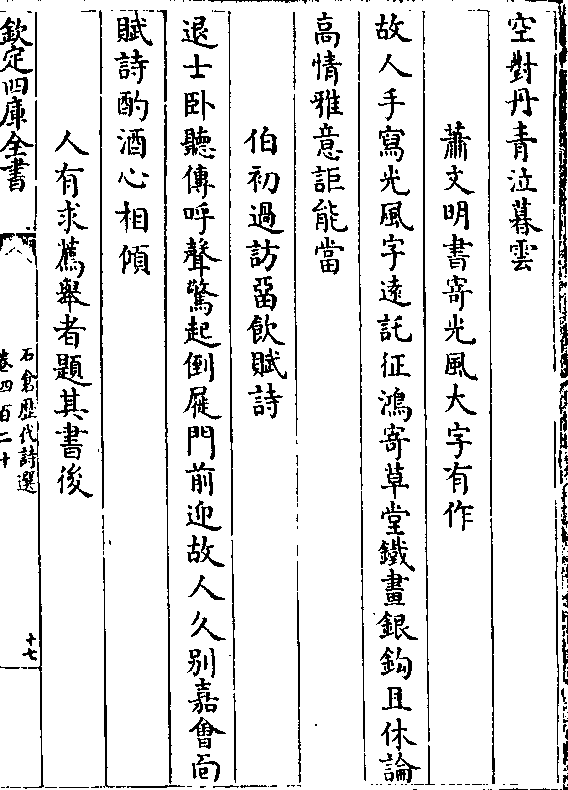 空對丹青泣暮雲
蕭文明書寄光風大字有作
故人手寫光風字遠託征鴻寄草堂鐵畫銀鈎且休論
高情雅意詎能當
伯初過訪畱飲賦詩
退士卧聽傳呼聲驚起倒屣門前迎故人久别嘉會
賦詩酌酒心相傾
人有求薦舉者題其書後
欽定四庫全書
石倉歷代詩選
卷四百二十
十七